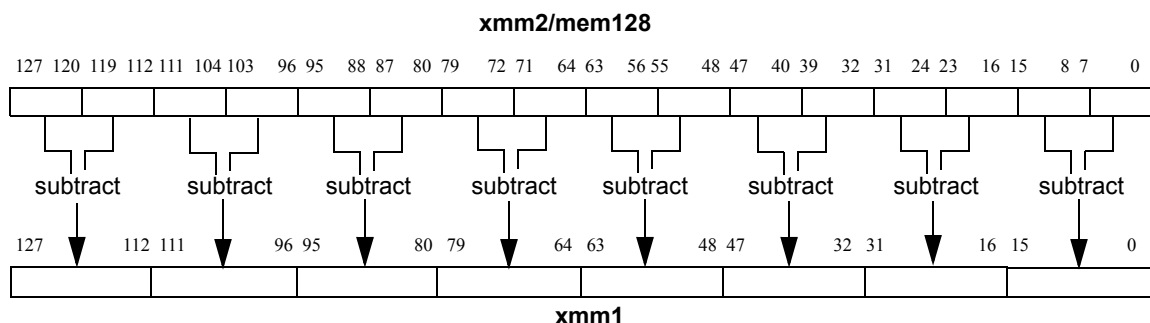 xmm2/mem128
127 120 119 112 111 104 103 96 95 88 87 80 79 72 71 64 63 56 55 48 47 40 39 32 31 24 23 16 15 8 7 0
subtract subtract subtract subtract subtract subtract subtract subtract
127 112 111 96 95 80 79 64 63 48 47 32 31 16 15 0
xmm1